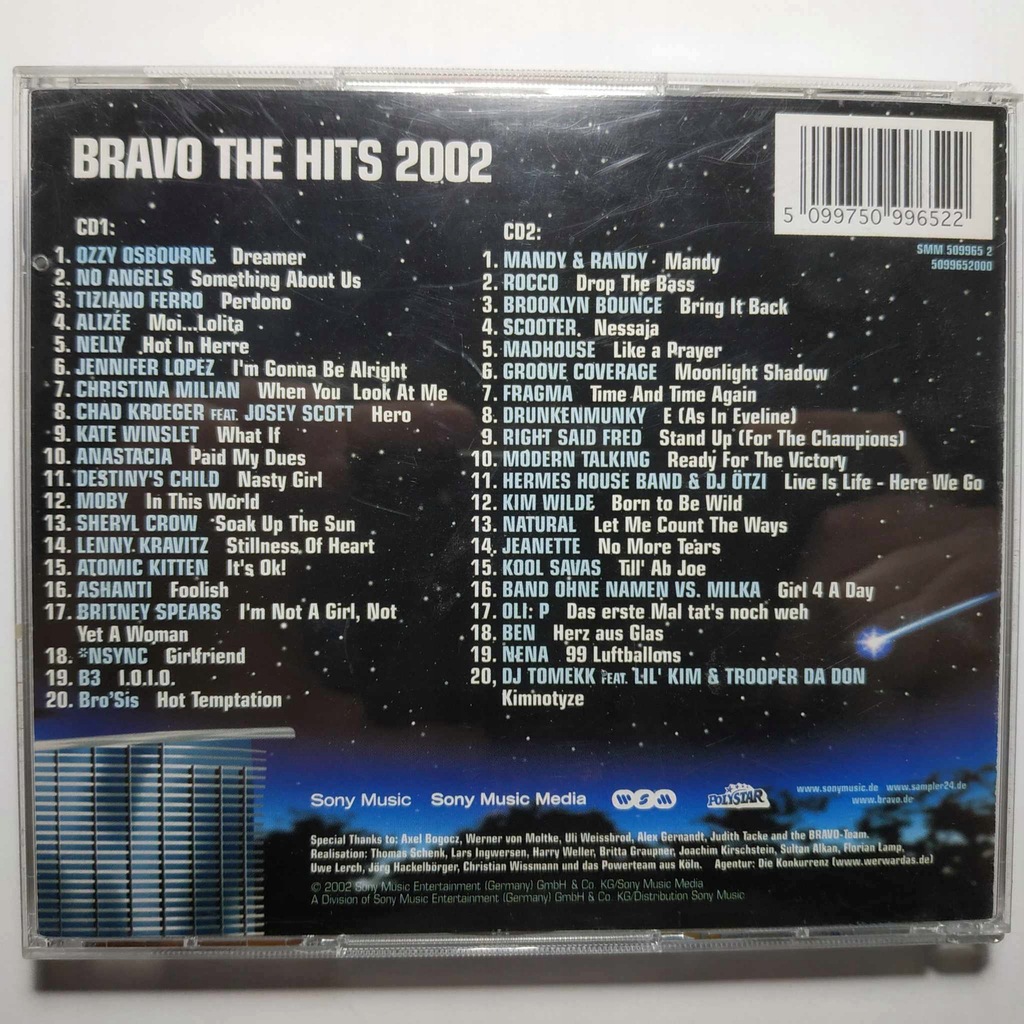 BRAVO THE HITS 2002
5 099750 996522
SMM 509965 2
5099652000
CD1:
1. OZZY OSBOURNE Dreamer
2. NO ANGELS Something About Us
3. TIZIANO FERRO Perdono
4. ALIZÉE Moi...Lolita
5. NELLY Hot In Herre
6. JENNIFER LOPEZ I'm Gonna Be Alright
7. CHRISTINA MILIAN When You Look At Me
8. CHAD KROEGER FEAT. JOSEY SCOTT Hero
9. KATE WINSLET What If
10. ANASTACIA Paid My Dues
11. DESTINY'S CHILD Nasty Girl
12. MOBY In This World
13. SHERYL CROW Soak Up The Sun
14. LENNY KRAVITZ Stillness Of Heart
15. ATOMIC KITTEN It's Ok!
16. ASHANTI Foolish
17. BRITNEY SPEARS I'm Not A Girl, Not
Yet A Woman
18. *NSYNC Girlfriend
19. B3 I.O.I.O.
20. Bro'Sis Hot Temptation
CD2:
1. MANDY & RANDY Mandy
2. ROCCO Drop The Bass
3. BROOKLYN BOUNCE Bring It Back
4. SCOOTER Nessaja
5. MADHOUSE Like a Prayer
6. GROOVE COVERAGE Moonlight Shadow
7. FRAGMA Time And Time Again
8. DRUNKENMUNKY E (As In Eveline)
9. RIGHT SAID FRED Stand Up (For The Champions)
10. MODERN TALKING Ready For The Victory
11. HERMES HOUSE BAND & DJ ÖTZI Live Is Life - Here We Go
12. KIM WILDE Born to Be Wild
13. NATURAL Let Me Count The Ways
14. JEANETTE No More Tears
15. KOOL SAVAS Till' Ab Joe
16. BAND OHNE NAMEN VS. MILKA Girl 4 A Day
17. OLI: P Das erste Mal tat's noch weh
18. BEN Herz aus Glas
19. NENA 99 Luftballons
20, DJ TOMEKK FEAT. LIL' KIM & TROOPER DA DON
Kimnotyze
Sony Music Sony Music Media WSM POLYSTAR
www.sonymusic.de www.sampler24.de
www.bravo.de
Special Thanks to: Axel Bogocz, Werner von Moltke, Uli Weissbrod, Alex Gernandt, Judith Tacke and the BRAVO-Team.
Realisation: Thomas Schenk, Lars Ingwersen, Harry Weller, Britta Graupner, Joachim Kirschstein, Sultan Alkan, Florian Lamp,
Uwe Lerch, Jörg Hackelbörger, Christian Wissmann und das Powerteam aus Köln. Agentur: Die Konkurrenz (www.werwardas.de)
© 2002 Sony Music Entertainment (Germany) GmbH & Co. KG/Sony Music Media
A Division of Sony Music Entertainment (Germany) GmbH & Co. KG/Distribution Sony Music